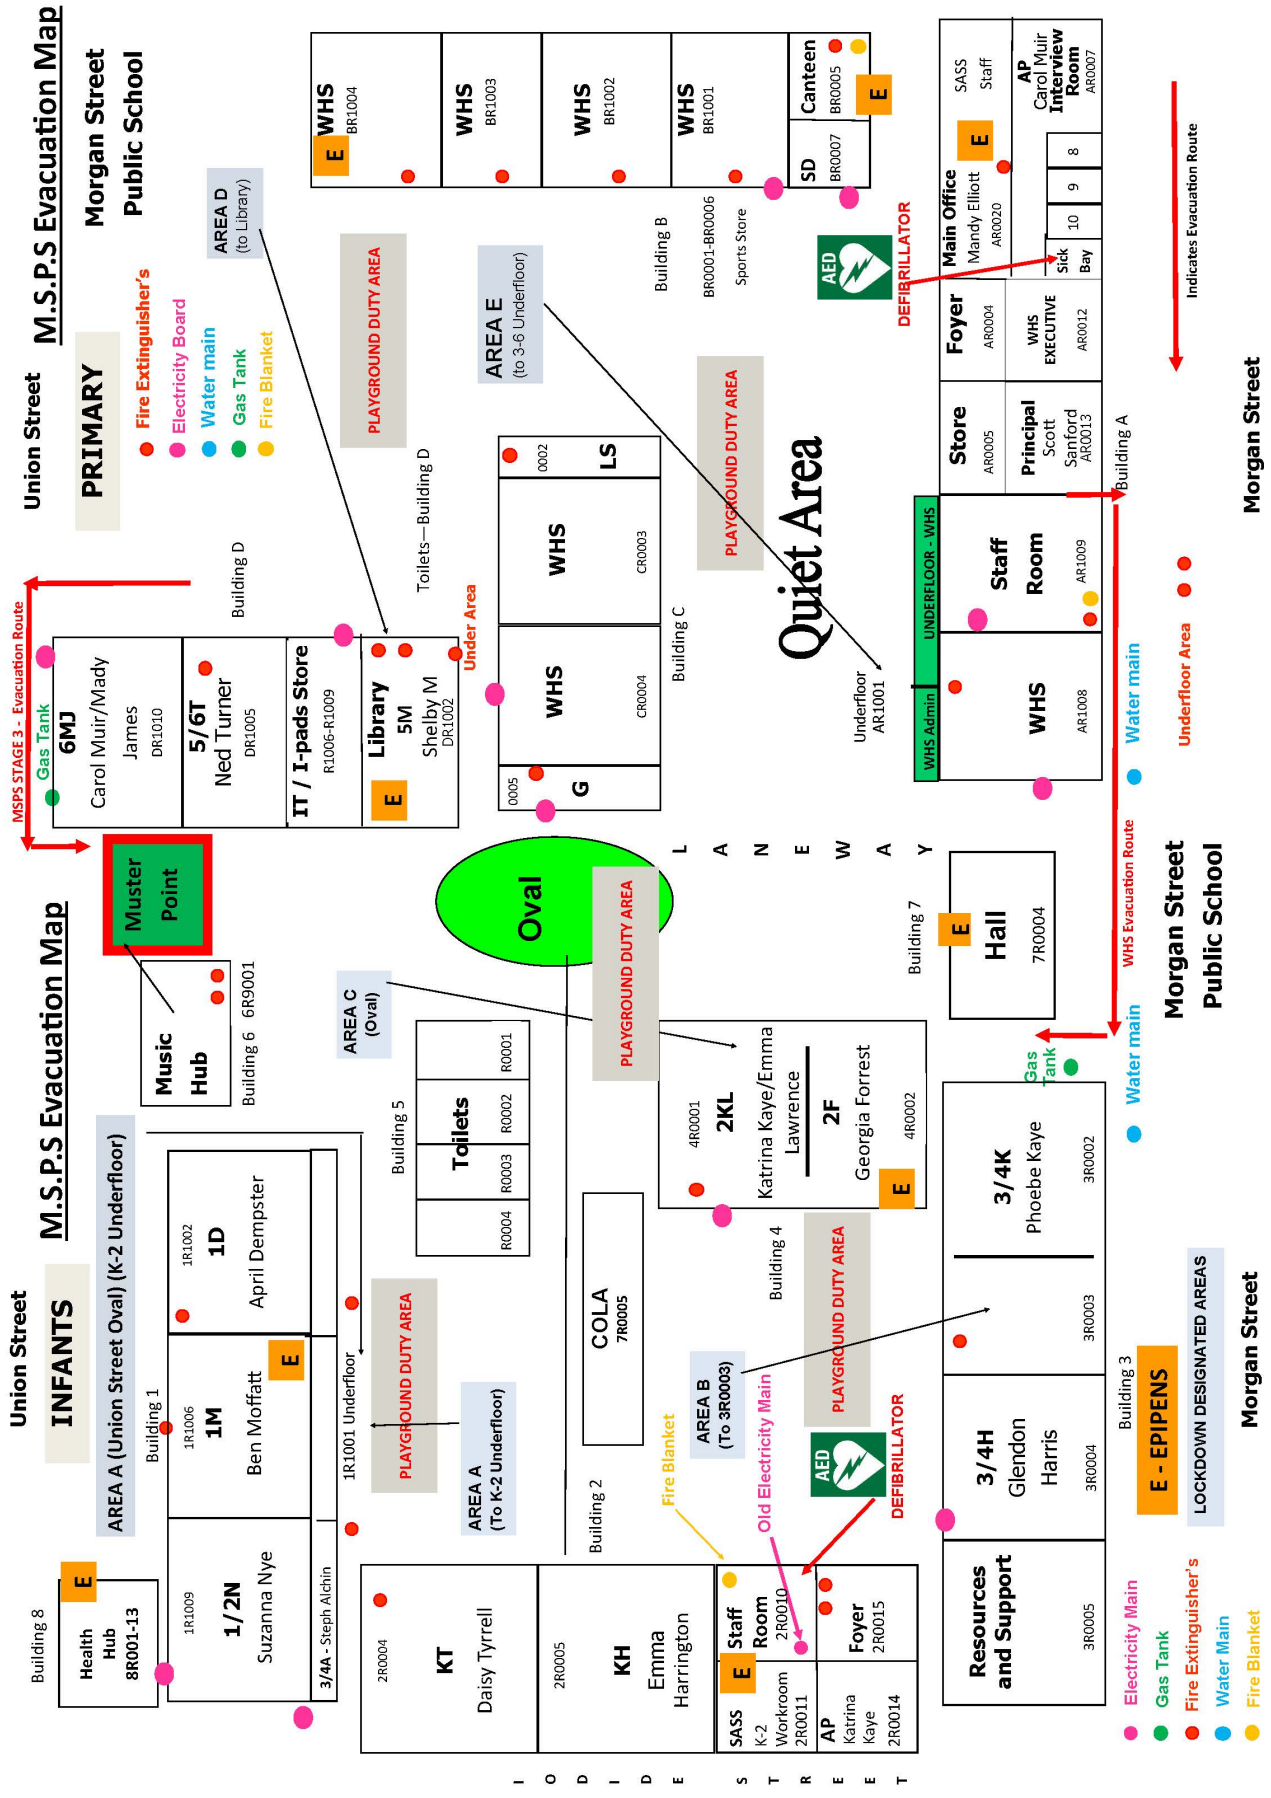 Union Street
INFANTS
M.S.P.S Evacuation Map
Union Street
PRIMARY
M.S.P.S Evacuation Map
Morgan Street
Public School
Fire Extinguisher's
Electricity Board
Water main
Gas Tank
Fire Blanket
AREA A (Union Street Oval) (K-2 Underfloor)
Building 8
Health
Hub
8R001-13
E
Building 1
1R1009
1/2N
Suzanna Nye
1R1006
1M
Ben Moffatt
E
1R1002
1D
April Dempster
3/4A - Steph Alchin
1R1001 Underfloor
PLAYGROUND DUTY AREA
AREA A
(To K-2 Underfloor)
Music
Hub
Building 6
6R9001
Muster
Point
MSPS STAGE 3 - Evacuation Route
Gas Tank
6MJ
Carol Muir/Mady
James
DR1010
5/6T
Ned Turner
DR1005
IT / I-pads Store
R1006-R1009
Library
5M
Shelby M
DR1002
E
Under Area
Building D
Toilets—Building D
AREA D
(to Library)
PLAYGROUND DUTY AREA
WHS
BR1004
E
WHS
BR1003
WHS
BR1002
WHS
BR1001
SD
BR0007
Canteen
BR0005
E
Building B
BR0001-BR0006
Sports Store
AREA E
(to 3-6 Underfloor)
Building 5
Toilets
R0004
R0003
R0002
R0001
AREA C
(Oval)
Oval
PLAYGROUND DUTY AREA
0005
G
WHS
CR0004
WHS
CR0003
0002
LS
Building C
PLAYGROUND DUTY AREA
Quiet Area
Underfloor
AR1001
LANEWAY
2R0004
KT
Daisy Tyrrell
2R0005
KH
Emma
Harrington
Building 2
COLA
7R0005
IODIDE STREET
SASS
K-2
Workroom
2R0011
E
Staff
Room
2R0010
AP
Katrina
Kaye
2R0014
Foyer
2R0015
Fire Blanket
Old Electricity Main
AED
DEFIBRILLATOR
AREA B
(To 3R0003)
PLAYGROUND DUTY AREA
Building 4
4R0001
2KL
Katrina Kaye/Emma
Lawrence
2F
Georgia Forrest
4R0002
E
Building 7
E
Hall
7R0004
AED
DEFIBRILLATOR
WHS Admin
UNDERFLOOR - WHS
WHS
AR1008
Staff
Room
AR1009
Store
AR0005
Principal
Scott
Sanford
AR0013
Foyer
AR0004
WHS
EXECUTIVE
AR0012
Main Office
Mandy Elliott
AR0020
E
SASS
Staff
Sick
Bay
10
9
8
AP
Carol Muir
Interview
Room
AR0007
Building A
Resources
and Support
3R0005
3/4H
Glendon
Harris
3R0004
3R0003
3/4K
Phoebe Kaye
3R0002
Gas
Tank
Building 3
WHS Evacuation Route
Water main
Water main
Underfloor Area
Indicates Evacuation Route
Electricity Main
Gas Tank
Fire Extinguisher's
Water Main
Fire Blanket
E - EPIPENS
LOCKDOWN DESIGNATED AREAS
Morgan Street
Morgan Street
Public School
Morgan Street